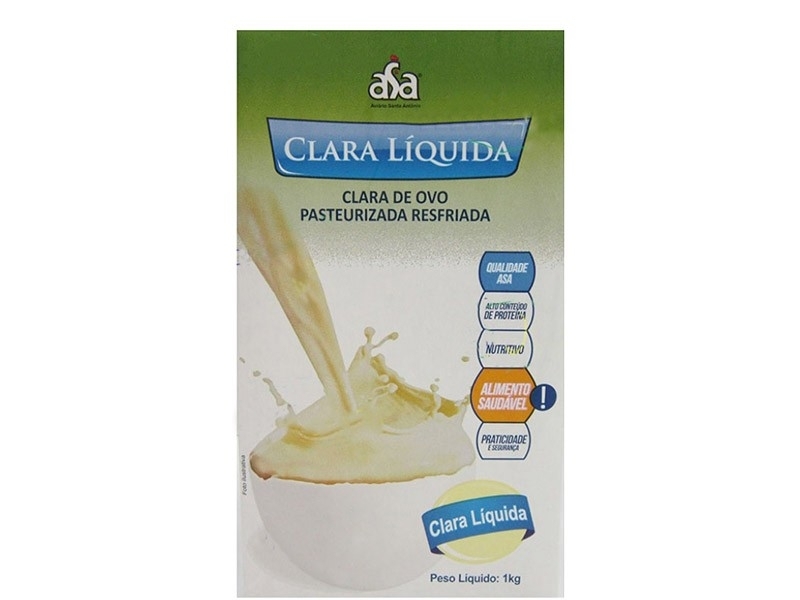 asa
Aviário Santo Antônio
CLARA LÍQUIDA
CLARA DE OVO
PASTEURIZADA RESFRIADA
QUALIDADE
ASA
ALTO CONTEÚDO
DE PROTEÍNA
NUTRITIVO
ALIMENTO
SAUDÁVEL
!
PRATICIDADE
E SEGURANÇA
Foto ilustrativa
Clara Líquida
Peso Líquido: 1kg